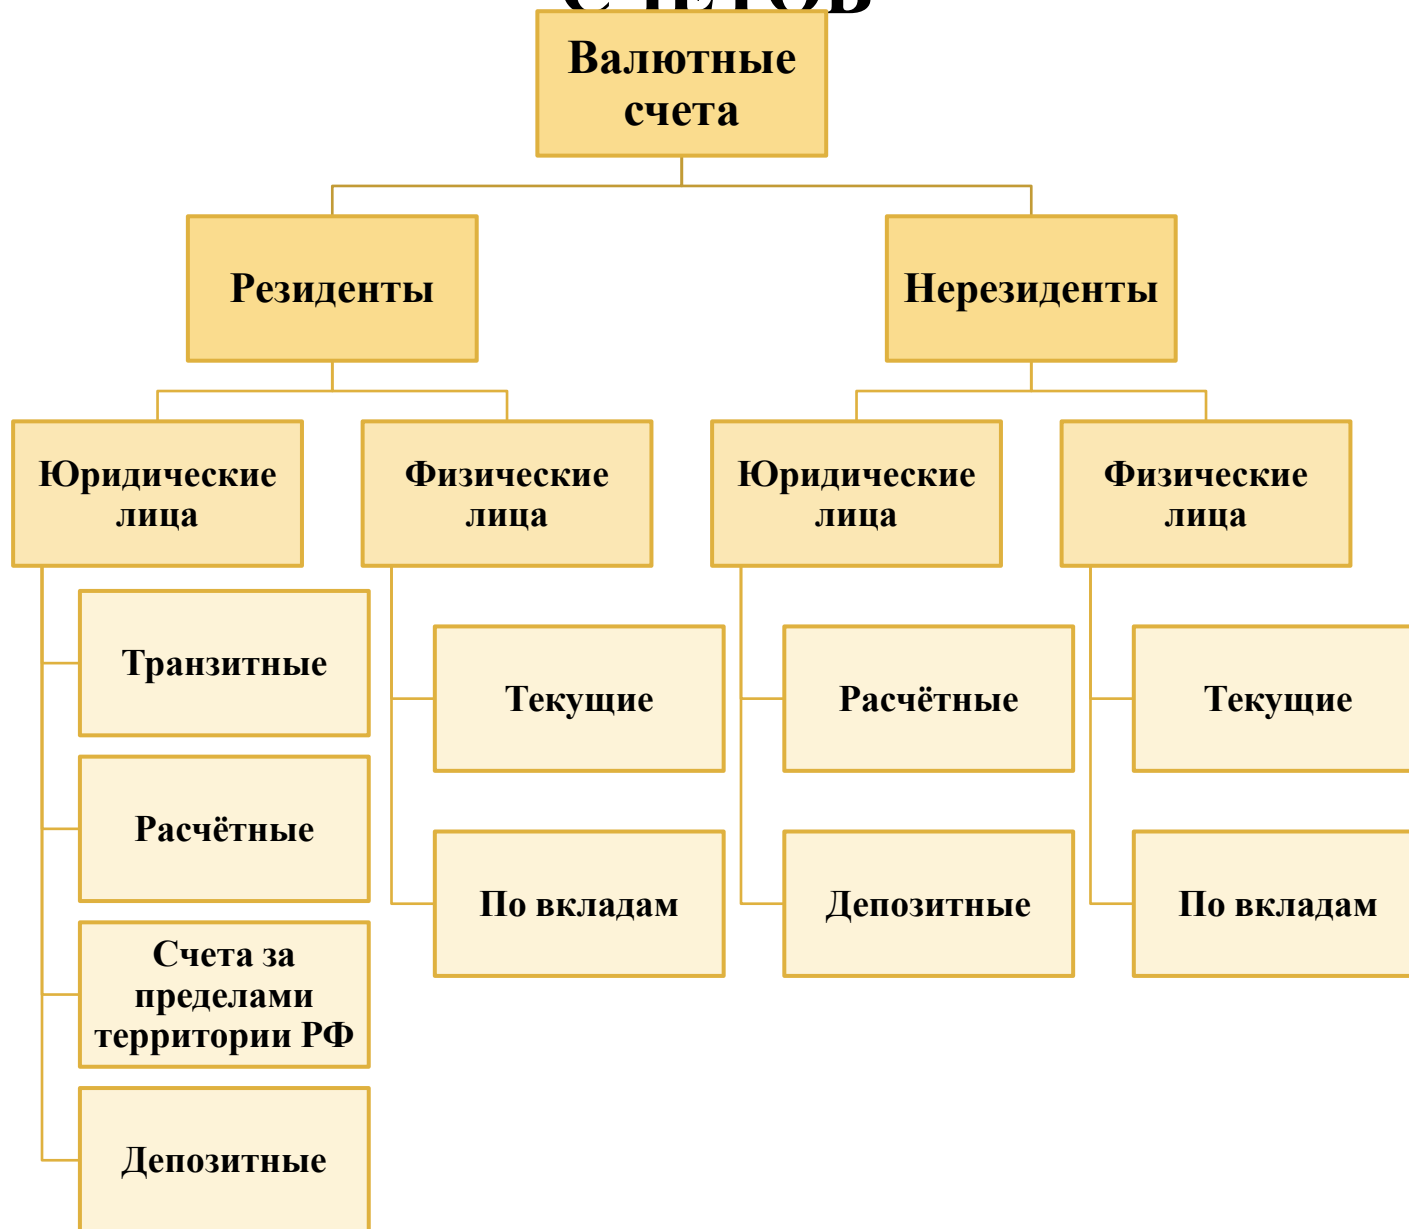 Валютные
счета
Резиденты
Нерезиденты
Юридические
лица
Физические
лица
Юридические
лица
Физические
лица
Транзитные
Текущие
Расчётные
Текущие
Расчётные
По вкладам
Депозитные
По вкладам
Счета за
пределами
территории РФ
Депозитные